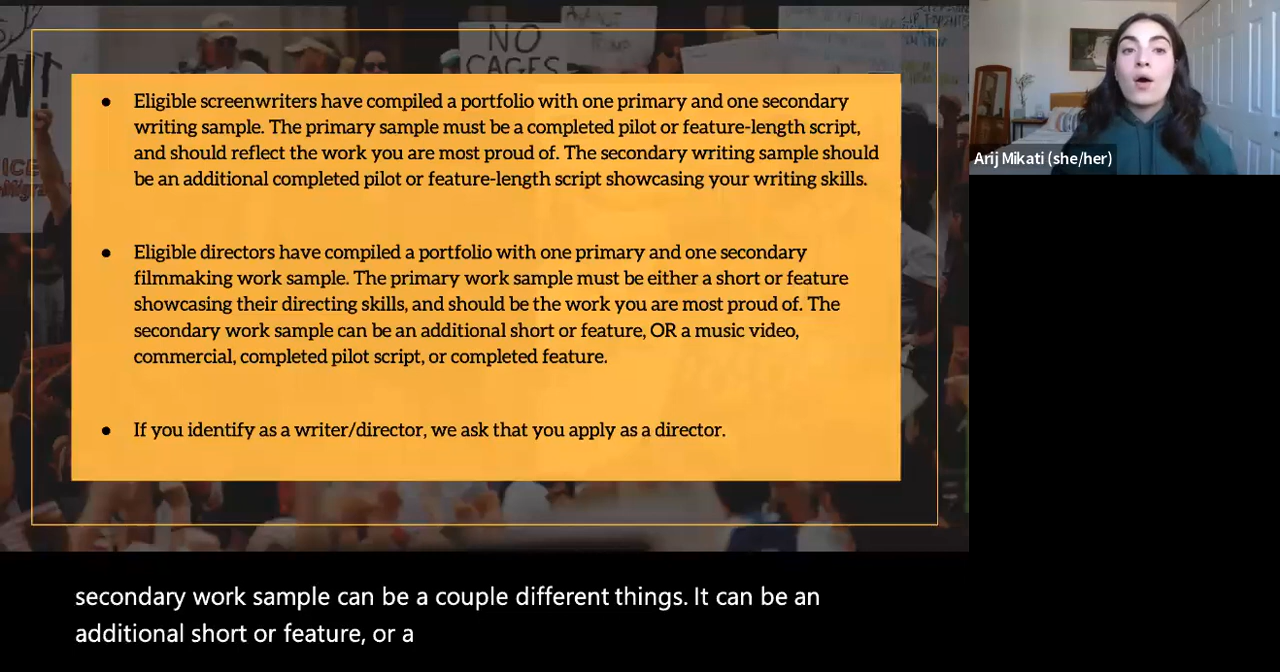 NO
CAGES
ICE
Eligible screenwriters have compiled a portfolio with one primary and one secondary
writing sample. The primary sample must be a completed pilot or feature-length script,
and should reflect the work you are most proud of. The secondary writing sample should
be an additional completed pilot or feature-length script showcasing your writing skills.
Eligible directors have compiled a portfolio with one primary and one secondary
filmmaking work sample. The primary work sample must be either a short or feature
showcasing their directing skills, and should be the work you are most proud of. The
secondary work sample can be an additional short or feature, OR a music video,
commercial, completed pilot script, or completed feature.
If you identify as a writer/director, we ask that you apply as a director.
Arij Mikati (she/her)
secondary work sample can be a couple different things. It can be an
additional short or feature, or a